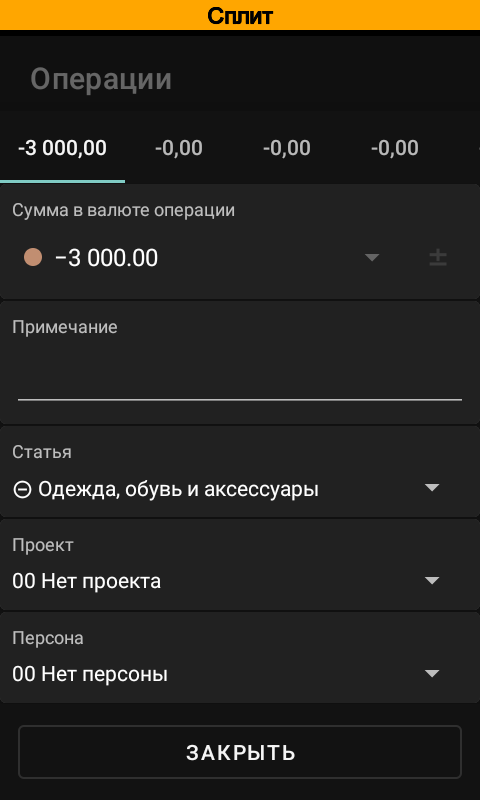 Сплит
Операции
-3 000,00 -0,00 -0,00 -0,00
Сумма в валюте операции
−3 000.00 ±
Примечание
Статья
Одежда, обувь и аксессуары
Проект
00 Нет проекта
Персона
00 Нет персоны
ЗАКРЫТЬ